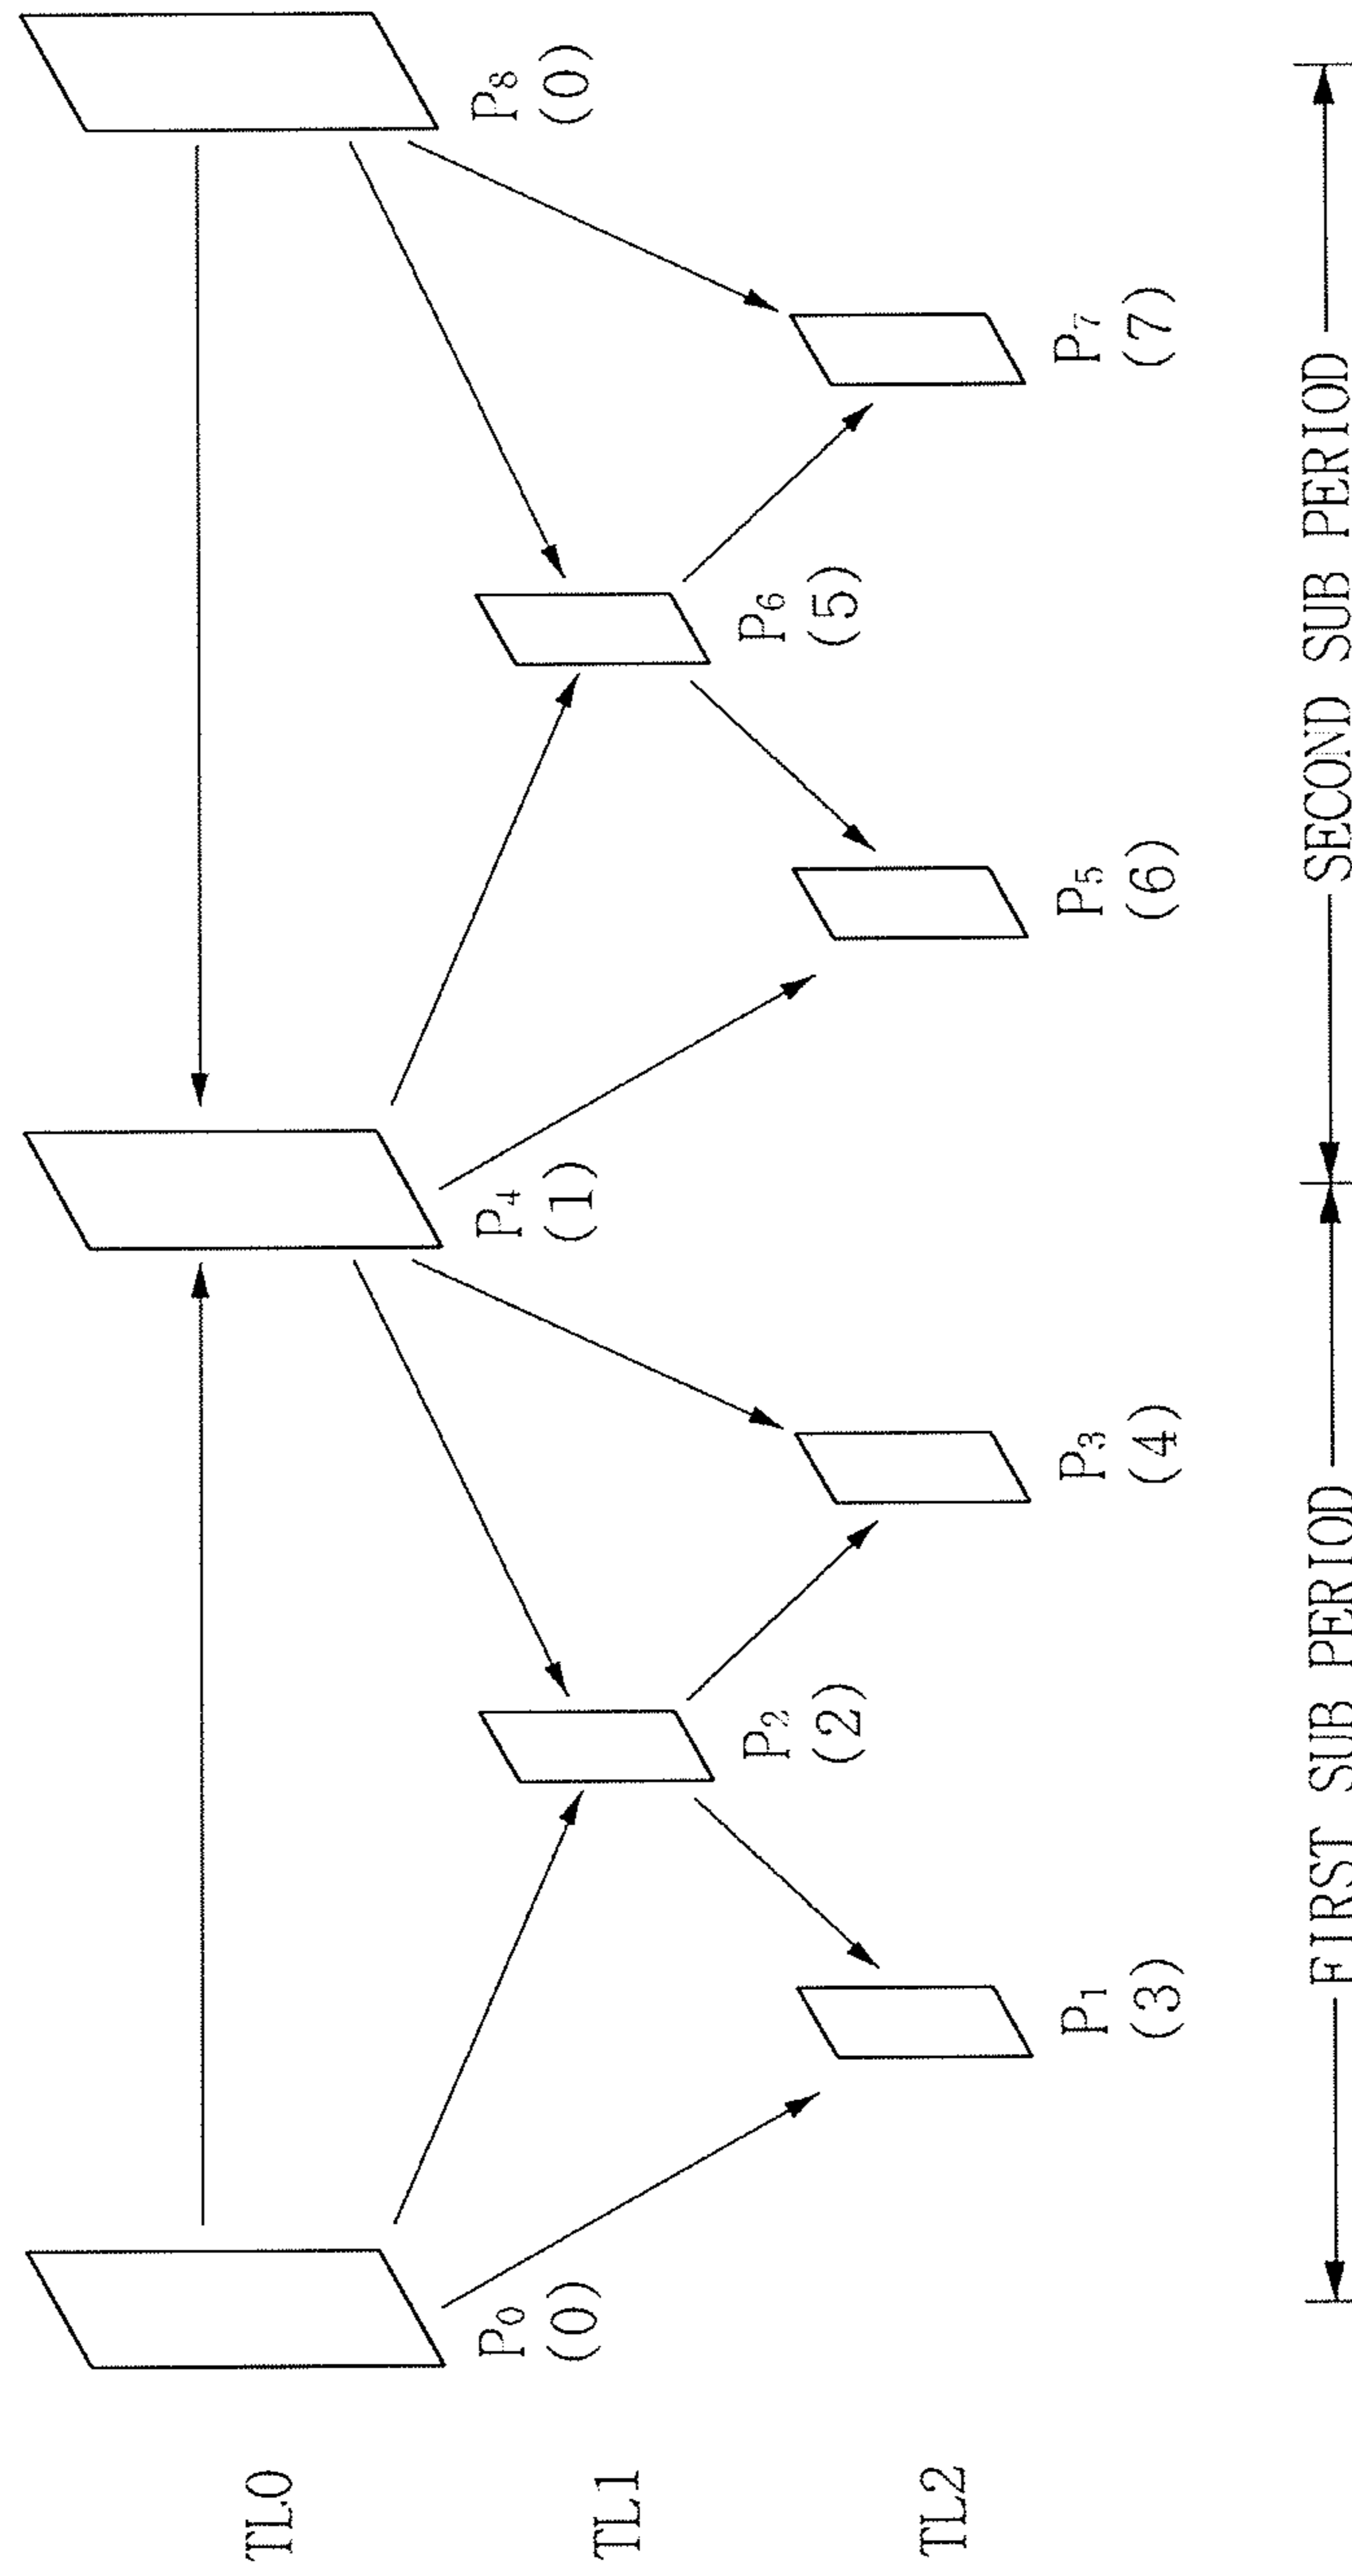 TL0
P0
(0)
P4
(1)
P8
(0)
TL1
P2
(2)
P6
(5)
TL2
P1
(3)
P3
(4)
P5
(6)
P7
(7)
FIRST SUB PERIOD
SECOND SUB PERIOD